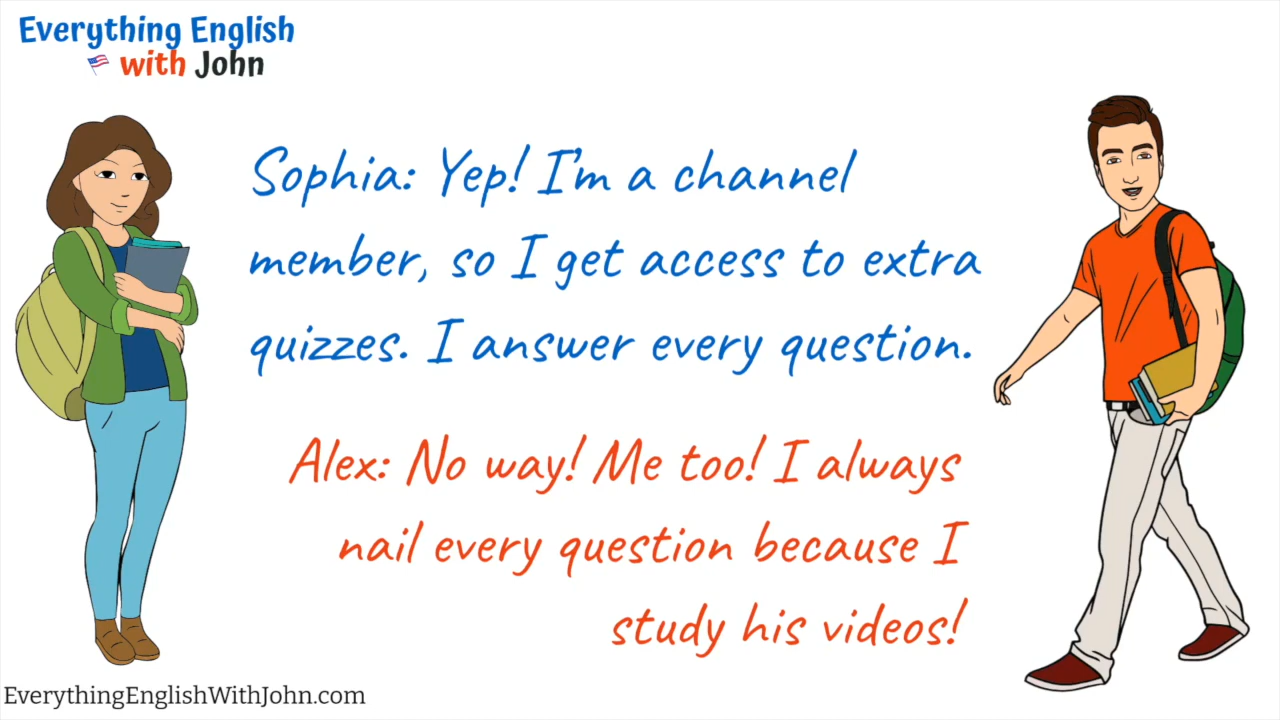 Everything English
with John
Sophia: Yep! I'm a channel
member, so I get access to extra
quizzes. I answer every question.
Alex: No way! Me too! I always
nail every question because I
study his videos!
EverythingEnglishWithJohn.com